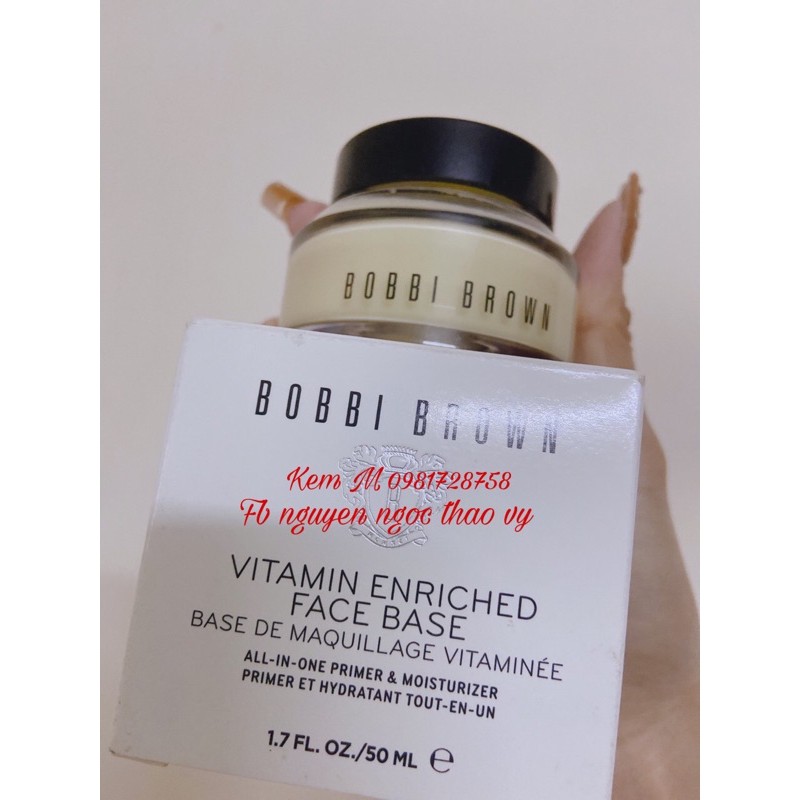 BOBBI BROWN
BOBBI BROWN
Kem M 0981728758
Fb nguyen ngoc thao vy
VITAMIN ENRICHED
FACE BASE
BASE DE MAQUILLAGE VITAMINÉE
ALL-IN-ONE PRIMER & MOISTURIZER
PRIMER ET HYDRATANT TOUT-EN-UN
1.7 FL. OZ./50 ML ℮